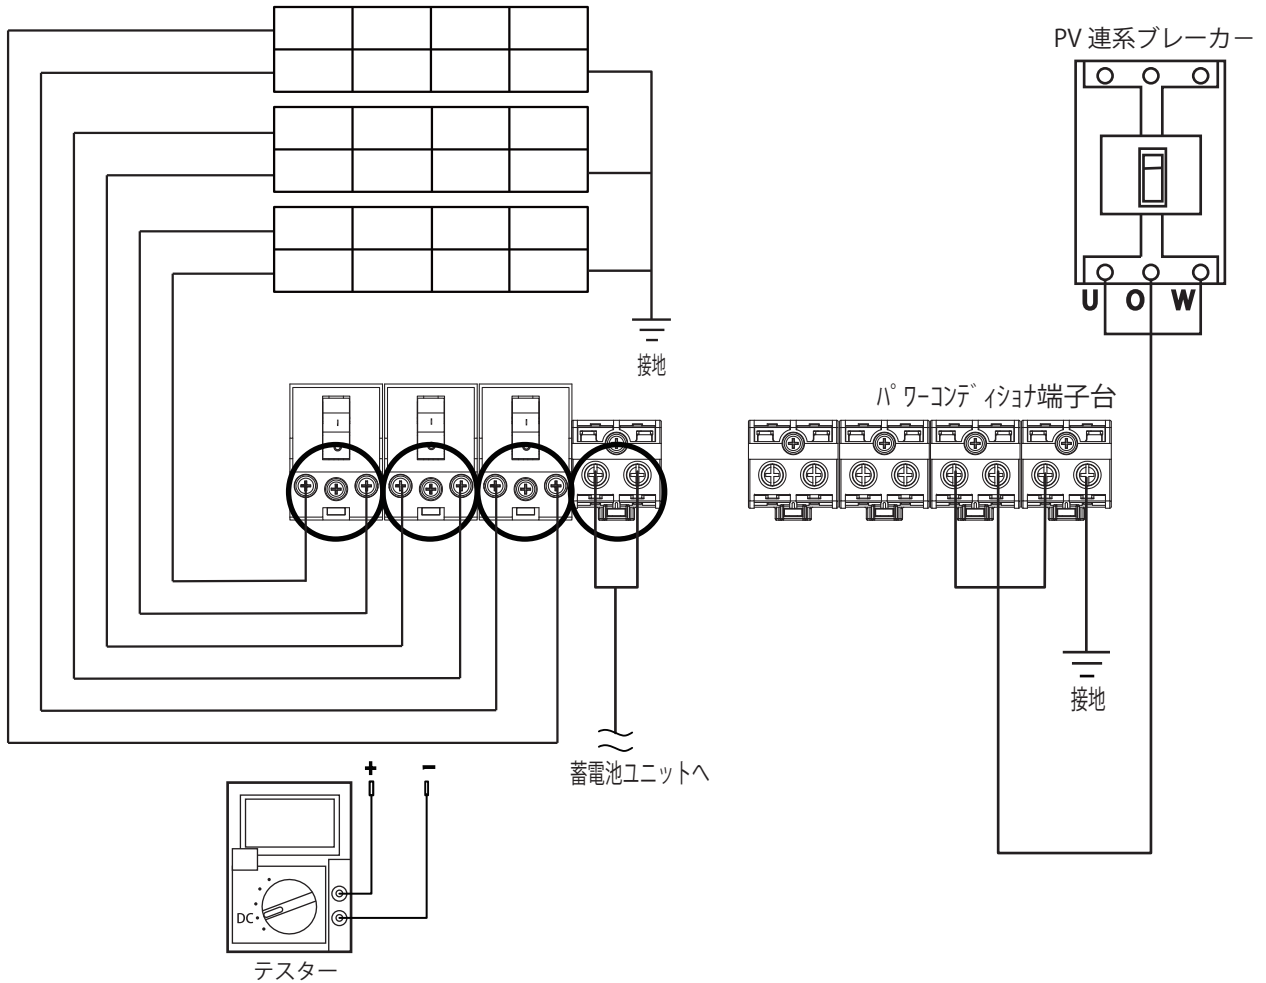 PV 連系ブレーカー
U O W
接地
パワーコンディショナ端子台
接地
+ −
蓄電池ユニットへ
DC
テスター